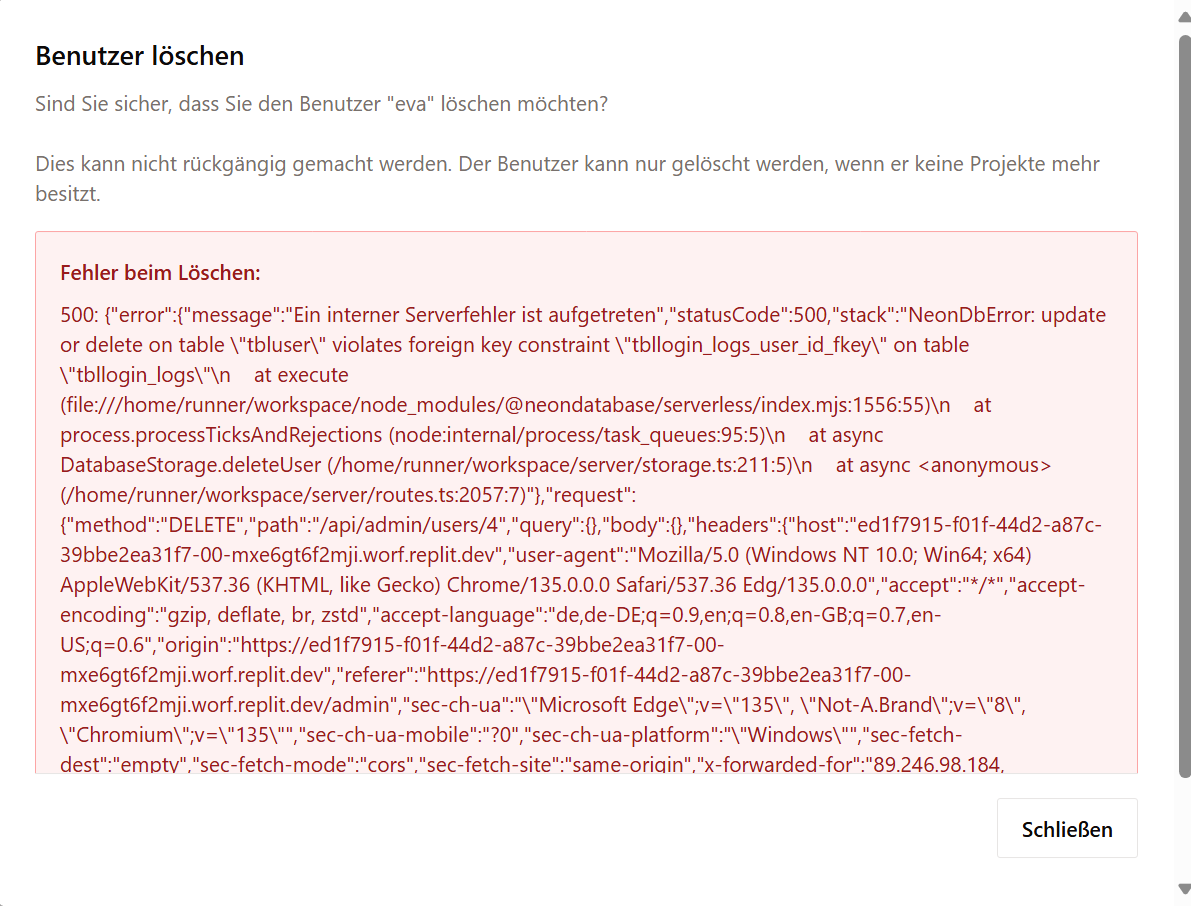 Benutzer löschen
Sind Sie sicher, dass Sie den Benutzer "eva" löschen möchten?
Dies kann nicht rückgängig gemacht werden. Der Benutzer kann nur gelöscht werden, wenn er keine Projekte mehr
besitzt.
Fehler beim Löschen:
500: {"error":{"message":"Ein interner Serverfehler ist aufgetreten","statusCode":500,"stack":"NeonDbError: update
or delete on table \"tbluser\" violates foreign key constraint \"tbllogin_logs_user_id_fkey\" on table
\"tbllogin_logs\"\n    at execute
(file:///home/runner/workspace/node_modules/@neondatabase/serverless/index.mjs:1556:55)\n    at
process.processTicksAndRejections (node:internal/process/task_queues:95:5)\n    at async
DatabaseStorage.deleteUser (/home/runner/workspace/server/storage.ts:211:5)\n    at async <anonymous>
(/home/runner/workspace/server/routes.ts:2057:7)"},"request":
{"method":"DELETE","path":"/api/admin/users/4","query":{},"body":{},"headers":{"host":"ed1f7915-f01f-44d2-a87c-
39bbe2ea31f7-00-mxe6gt6f2mji.worf.replit.dev","user-agent":"Mozilla/5.0 (Windows NT 10.0; Win64; x64)
AppleWebKit/537.36 (KHTML, like Gecko) Chrome/135.0.0.0 Safari/537.36 Edg/135.0.0.0","accept":"*/*","accept-
encoding":"gzip, deflate, br, zstd","accept-language":"de,de-DE;q=0.9,en;q=0.8,en-GB;q=0.7,en-
US;q=0.6","origin":"https://ed1f7915-f01f-44d2-a87c-39bbe2ea31f7-00-
mxe6gt6f2mji.worf.replit.dev","referer":"https://ed1f7915-f01f-44d2-a87c-39bbe2ea31f7-00-
mxe6gt6f2mji.worf.replit.dev/admin","sec-ch-ua":"\"Microsoft Edge\";v=\"135\", \"Not-A.Brand\";v=\"8\",
\"Chromium\";v=\"135\"","sec-ch-ua-mobile":"?0","sec-ch-ua-platform":"\"Windows\"","sec-fetch-
dest":"empty","sec-fetch-mode":"cors","sec-fetch-site":"same-origin","x-forwarded-for":"89.246.98.184,
Schließen